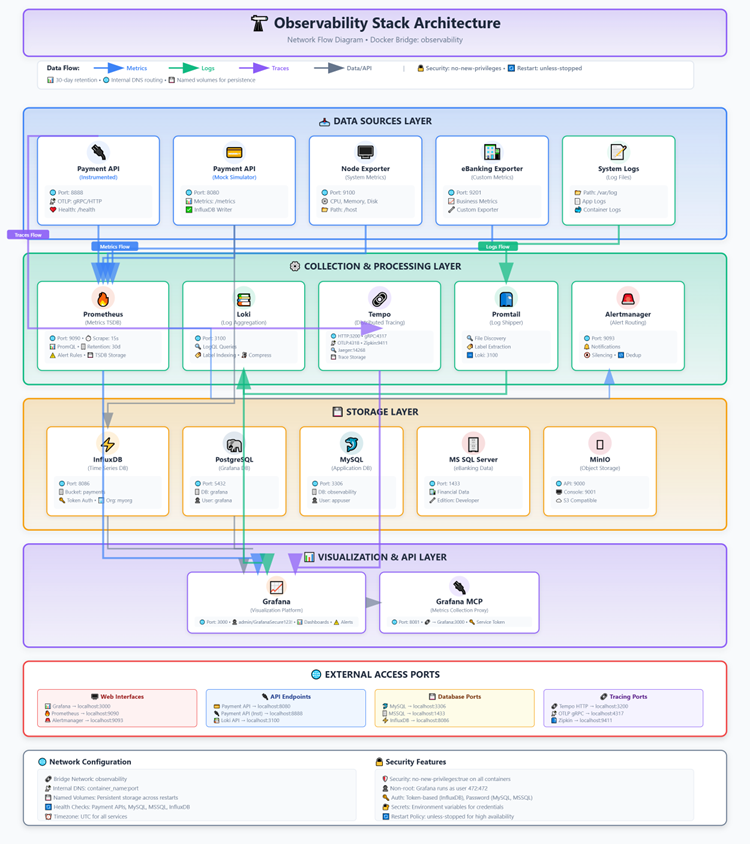 Observability Stack Architecture
Network Flow Diagram • Docker Bridge: observability
Data Flow: Metrics Logs Traces Data/API | Security: no-new-privileges • Restart: unless-stopped
30-day retention • Internal DNS routing • Named volumes for persistence
DATA SOURCES LAYER
Payment API
(Instrumented)
Port: 8888
OTLP: gRPC/HTTP
Health: /health
Payment API
(Mock Simulator)
Port: 8080
Metrics: /metrics
InfluxDB Writer
Node Exporter
(System Metrics)
Port: 9100
CPU, Memory, Disk
Path: /host
eBanking Exporter
(Custom Metrics)
Port: 9201
Business Metrics
Custom Exporter
System Logs
(Log Files)
Path: /var/log
App Logs
Container Logs
Traces Flow
Metrics Flow
Logs Flow
COLLECTION & PROCESSING LAYER
Prometheus
(Metrics TSDB)
Port: 9090 • Scrape: 15s
PromQL • Retention: 30d
Alert Rules • TSDB Storage
Loki
(Log Aggregation)
Port: 3100
LogQL Queries
Label Indexing • Compress
Tempo
(Distributed Tracing)
HTTP:3200 • gRPC:4317
OTLP:4318 • Zipkin:9411
Jaeger:14268
Trace Storage
Promtail
(Log Shipper)
File Discovery
Label Extraction
Loki: 3100
Alertmanager
(Alert Routing)
Port: 9093
Notifications
Silencing • Dedup
STORAGE LAYER
InfluxDB
(Time Series DB)
Port: 8086
Bucket: payments
Token Auth • Org: myorg
PostgreSQL
(Grafana DB)
Port: 5432
DB: grafana
User: grafana
MySQL
(Application DB)
Port: 3306
DB: observability
User: appuser
MS SQL Server
(eBanking Data)
Port: 1433
Financial Data
Edition: Developer
MinIO
(Object Storage)
API: 9000
Console: 9001
S3 Compatible
VISUALIZATION & API LAYER
Grafana
(Visualization Platform)
Port: 3000 • admin/GrafanaSecure123! • Dashboards • Alerts
Grafana MCP
(Metrics Collection Proxy)
Port: 8081 • → Grafana:3000 • Service Token
EXTERNAL ACCESS PORTS
Web Interfaces
Grafana → localhost:3000
Prometheus → localhost:9090
Alertmanager → localhost:9093
API Endpoints
Payment API → localhost:8080
Payment API (Inst) → localhost:8888
Loki API → localhost:3100
Database Ports
MySQL → localhost:3306
MSSQL → localhost:1433
InfluxDB → localhost:8086
Tracing Ports
Tempo HTTP → localhost:3200
OTLP gRPC → localhost:4317
Zipkin → localhost:9411
Network Configuration
Bridge Network: observability
Internal DNS: container_name:port
Named Volumes: Persistent storage across restarts
Health Checks: Payment APIs, MySQL, MSSQL, InfluxDB
Timezone: UTC for all services
Security Features
Security: no-new-privileges:true on all containers
Non-root: Grafana runs as user 472:472
Auth: Token-based (InfluxDB), Password (MySQL, MSSQL)
Secrets: Environment variables for credentials
Restart Policy: unless-stopped for high availability